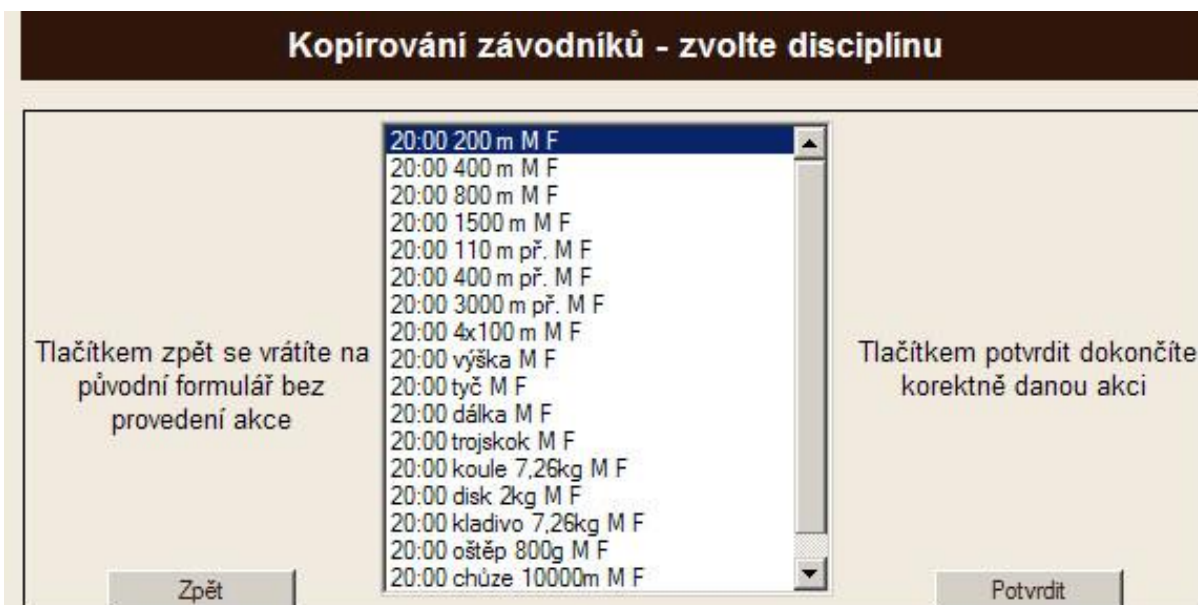 Kopírování závodníků - zvolte disciplínu
Tlačítkem zpět se vrátíte na
původní formulář bez
provedení akce
Zpět
20:00 200 m M F
20:00 400 m M F
20:00 800 m M F
20:00 1500 m M F
20:00 110 m př. M F
20:00 400 m př. M F
20:00 3000 m př. M F
20:00 4x100 m M F
20:00 výška M F
20:00 tyč M F
20:00 dálka M F
20:00 trojskok M F
20:00 koule 7,26kg M F
20:00 disk 2kg M F
20:00 kladivo 7,26kg M F
20:00 oštěp 800g M F
20:00 chůze 10000m M F
Tlačítkem potvrdit dokončíte
korektně danou akci
Potvrdit